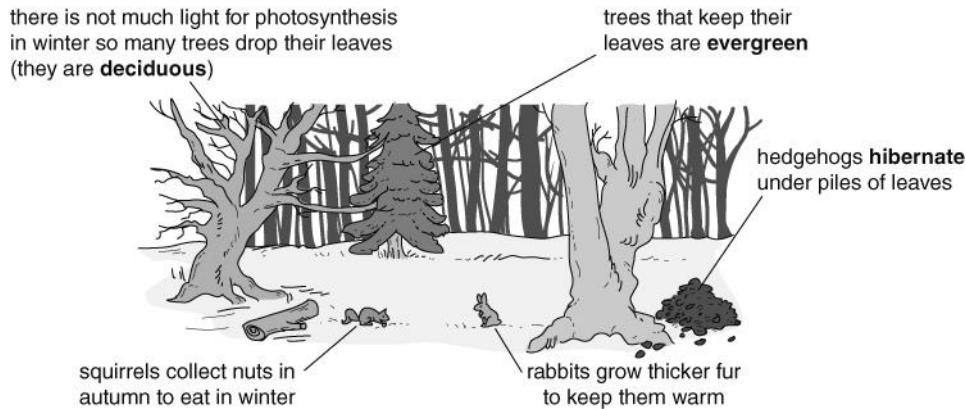 there is not much light for photosynthesis
in winter so many trees drop their leaves
(they are deciduous)
trees that keep their
leaves are evergreen
hedgehogs hibernate
under piles of leaves
squirrels collect nuts in
autumn to eat in winter
rabbits grow thicker fur
to keep them warm